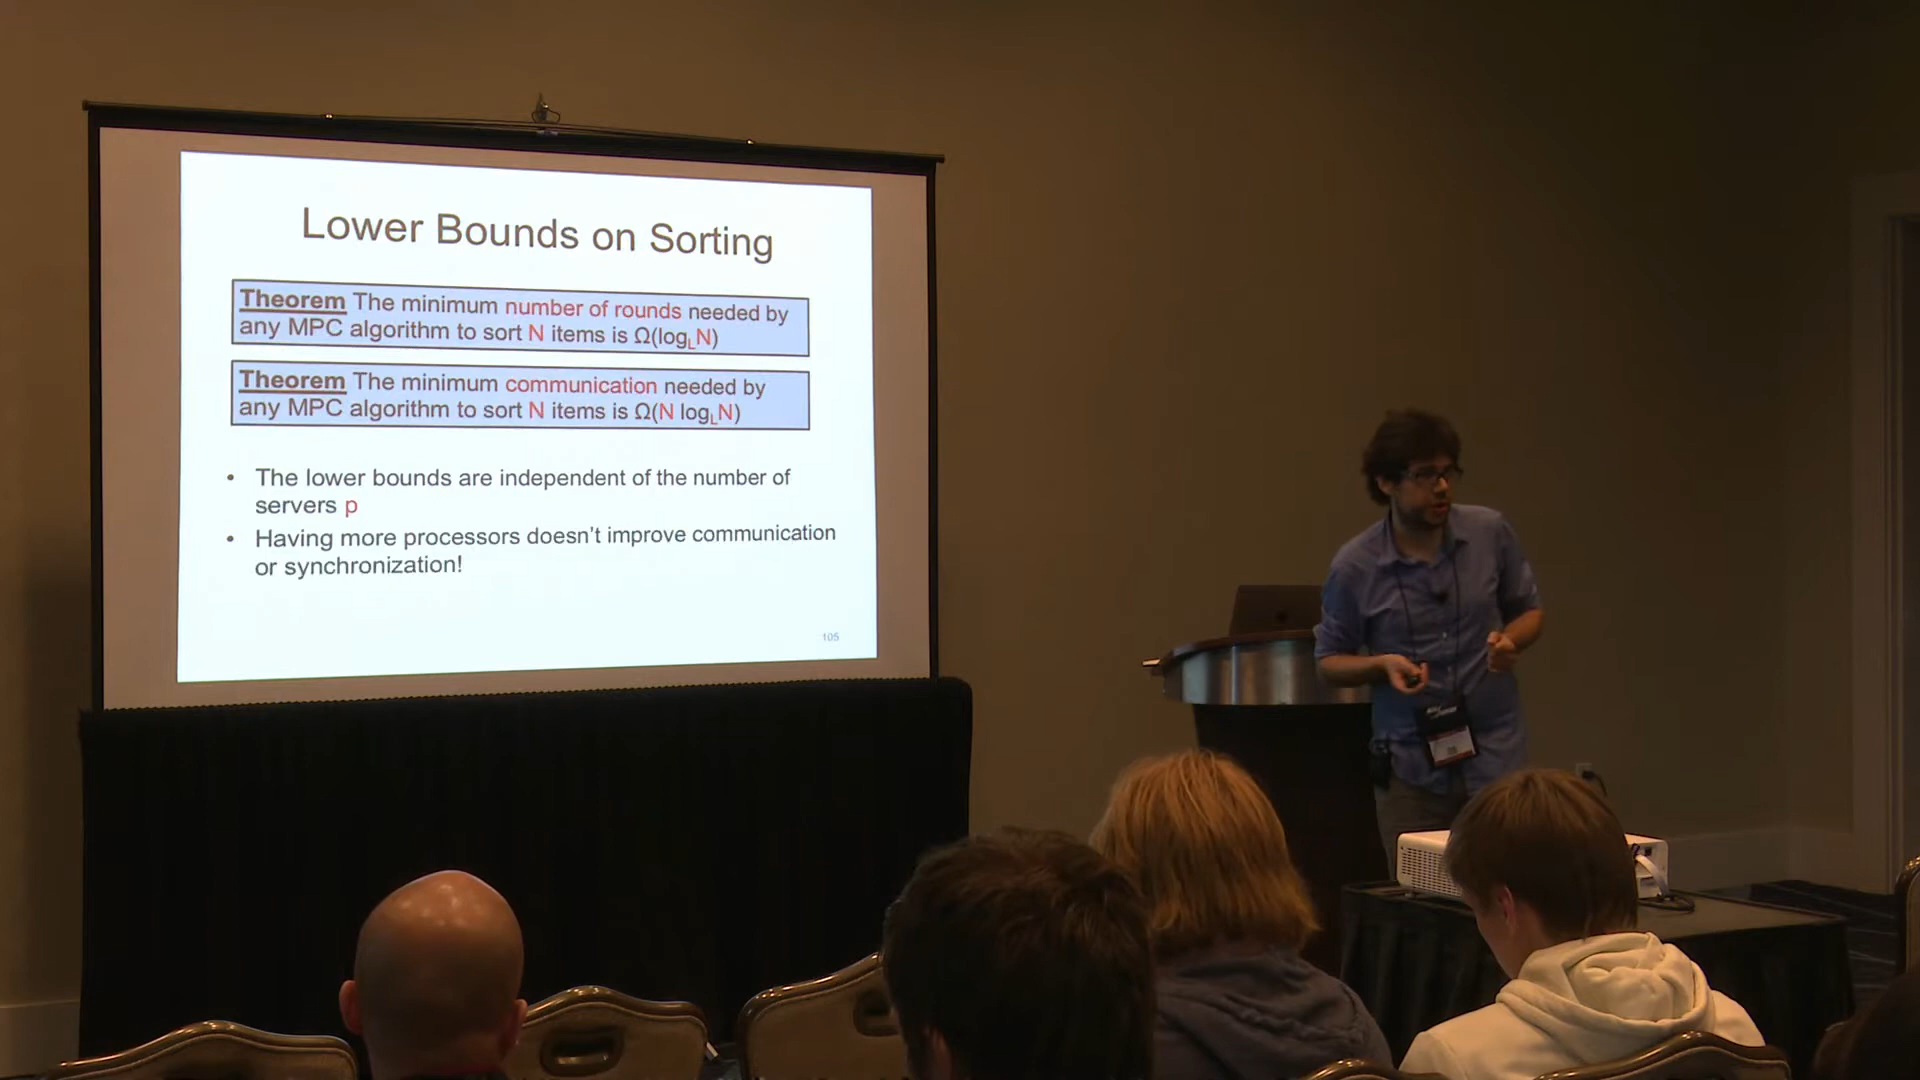 Lower Bounds on Sorting
Theorem The minimum number of rounds needed by
any MPC algorithm to sort N items is Ω(log_L N)
Theorem The minimum communication needed by
any MPC algorithm to sort N items is Ω(N log_L N)
• The lower bounds are independent of the number of
servers p
• Having more processors doesn't improve communication
or synchronization!
105